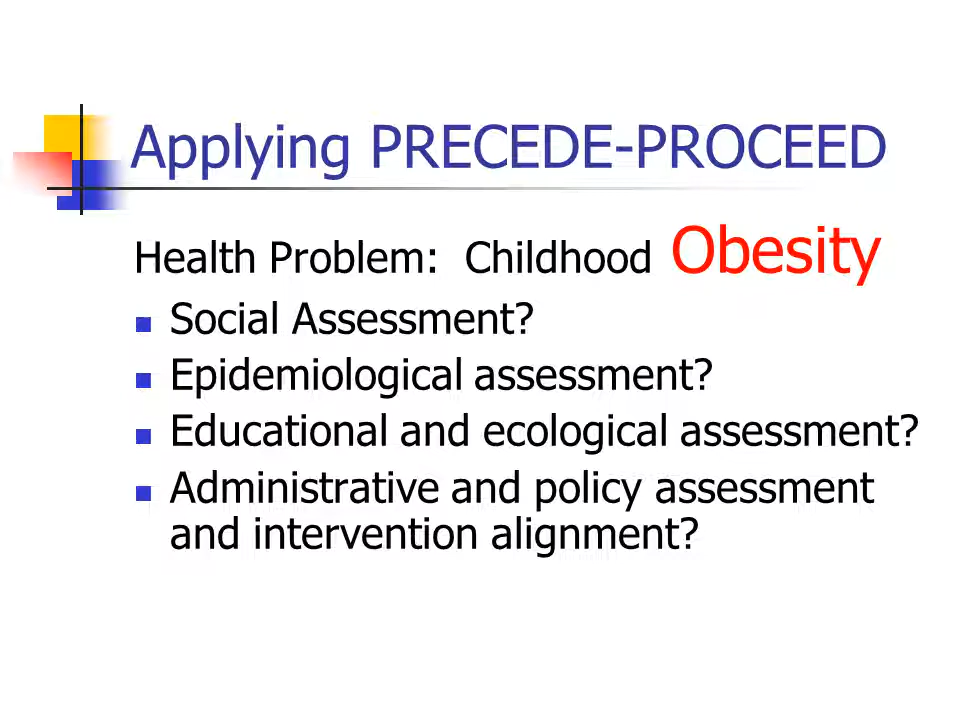 Applying PRECEDE-PROCEED
Health Problem: Childhood Obesity
Social Assessment?
Epidemiological assessment?
Educational and ecological assessment?
Administrative and policy assessment
and intervention alignment?